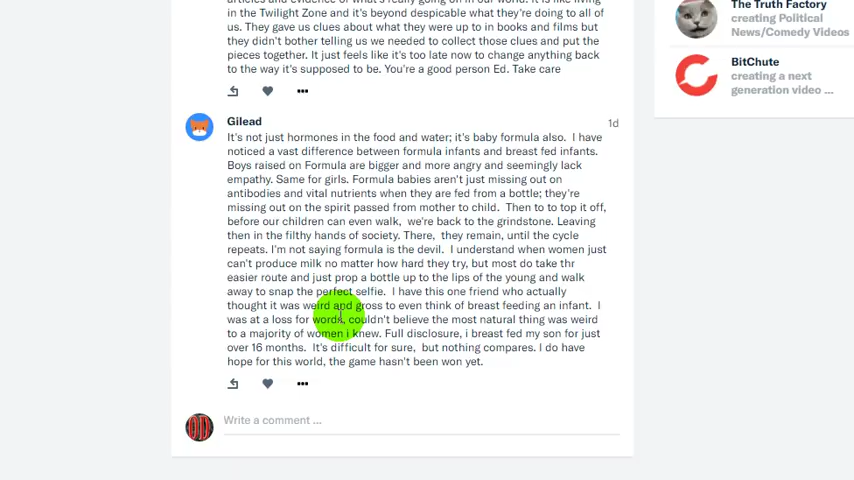 articles and evidence of what's really going on in our world. It is like living
in the Twilight Zone and it's beyond despicable what they're doing to all of
us. They gave us clues about what they were up to in books and films but
they didn't bother telling us we needed to collect those clues and put the
pieces together. It just feels like it's too late now to change anything back
to the way it's supposed to be. You're a good person Ed. Take care
Gilead
1d
It's not just hormones in the food and water; it's baby formula also.  I have
noticed a vast difference between formula infants and breast fed infants.
Boys raised on Formula are bigger and more angry and seemingly lack
empathy. Same for girls. Formula babies aren't just missing out on
antibodies and vital nutrients when they are fed from a bottle; they're
missing out on the spirit passed from mother to child.  Then to to top it off,
before our children can even walk,  we're back to the grindstone. Leaving
then in the filthy hands of society. There,  they remain, until the cycle
repeats. I'm not saying formula is the devil.  I understand when women just
can't produce milk no matter how hard they try, but most do take thr
easier route and just prop a bottle up to the lips of the young and walk
away to snap the perfect selfie.  I have this one friend who actually
thought it was weird and gross to even think of breast feeding an infant.  I
was at a loss for words, couldn't believe the most natural thing was weird
to a majority of women i knew. Full disclosure, i breast fed my son for just
over 16 months.  It's difficult for sure,  but nothing compares. I do have
hope for this world, the game hasn't been won yet.
OD
Write a comment ...
The Truth Factory
creating Political
News/Comedy Videos
BitChute
creating a next
generation video ...